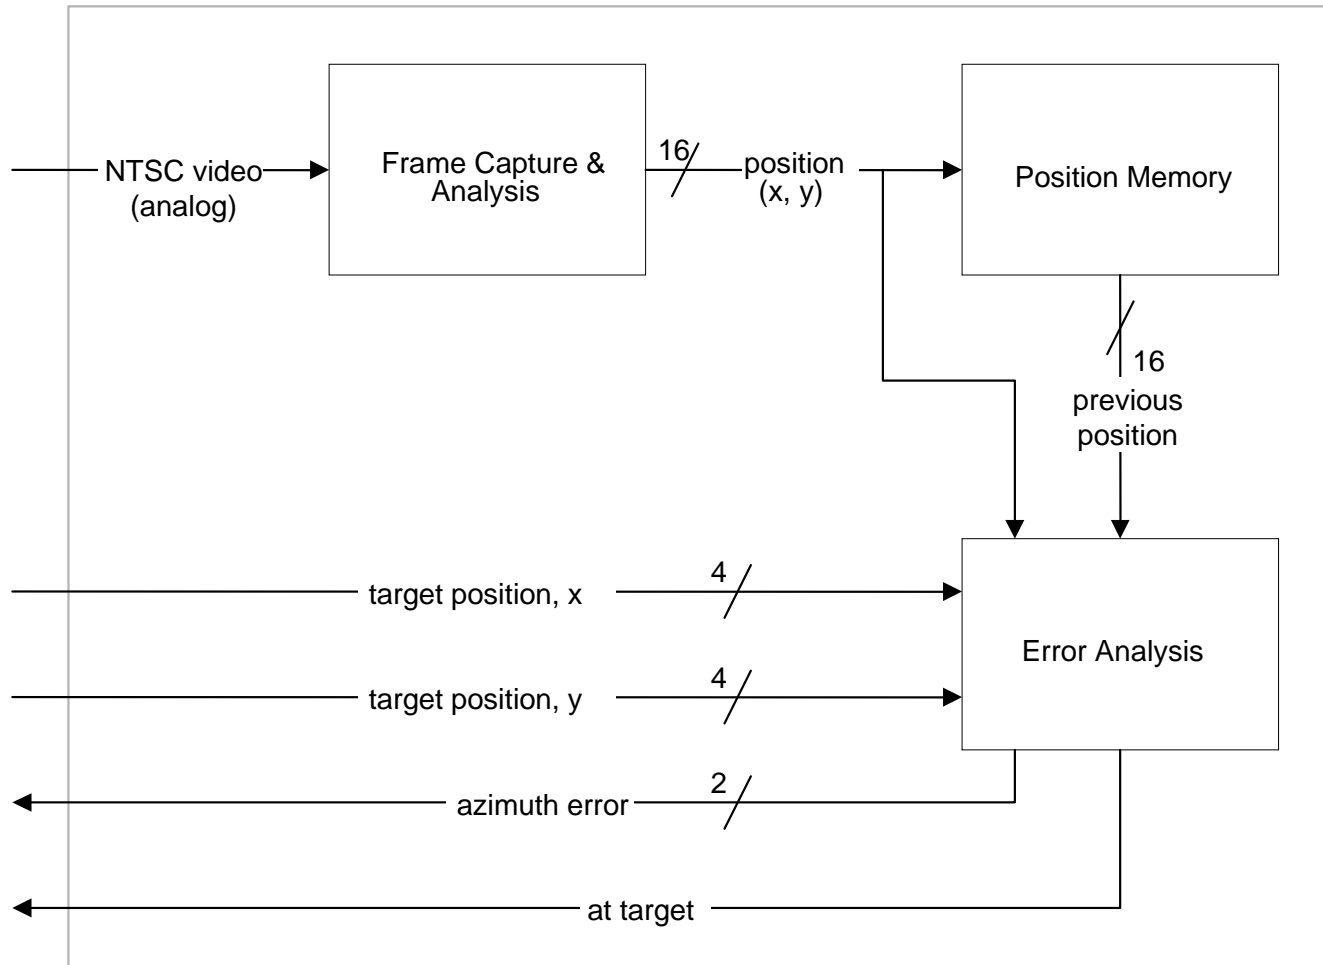 NTSC video
(analog)
Frame Capture &
Analysis
16
position
(x, y)
Position Memory
16
previous
position
target position, x
4
target position, y
4
Error Analysis
azimuth error
2
at target